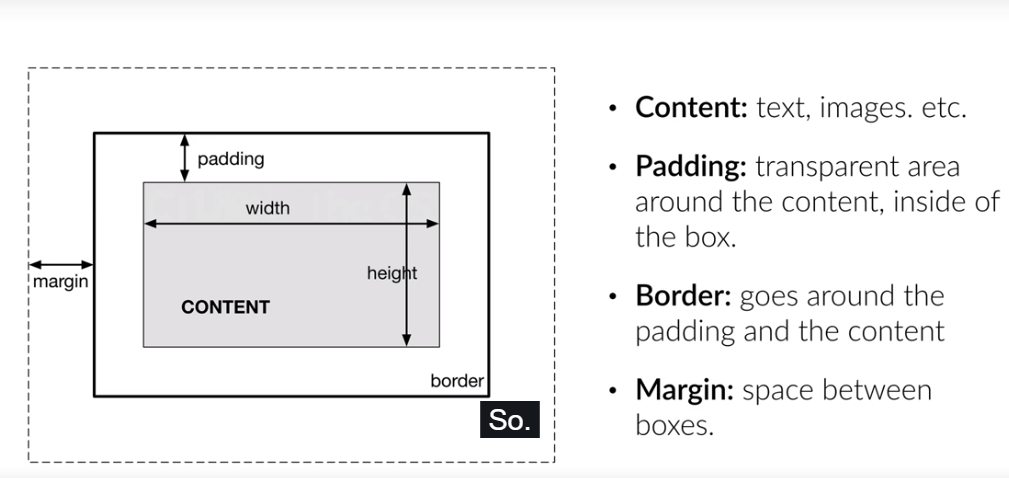 padding
width
height
margin
CONTENT
border
So.
• Content: text, images. etc.
• Padding: transparent area
around the content, inside of
the box.
• Border: goes around the
padding and the content
• Margin: space between
boxes.